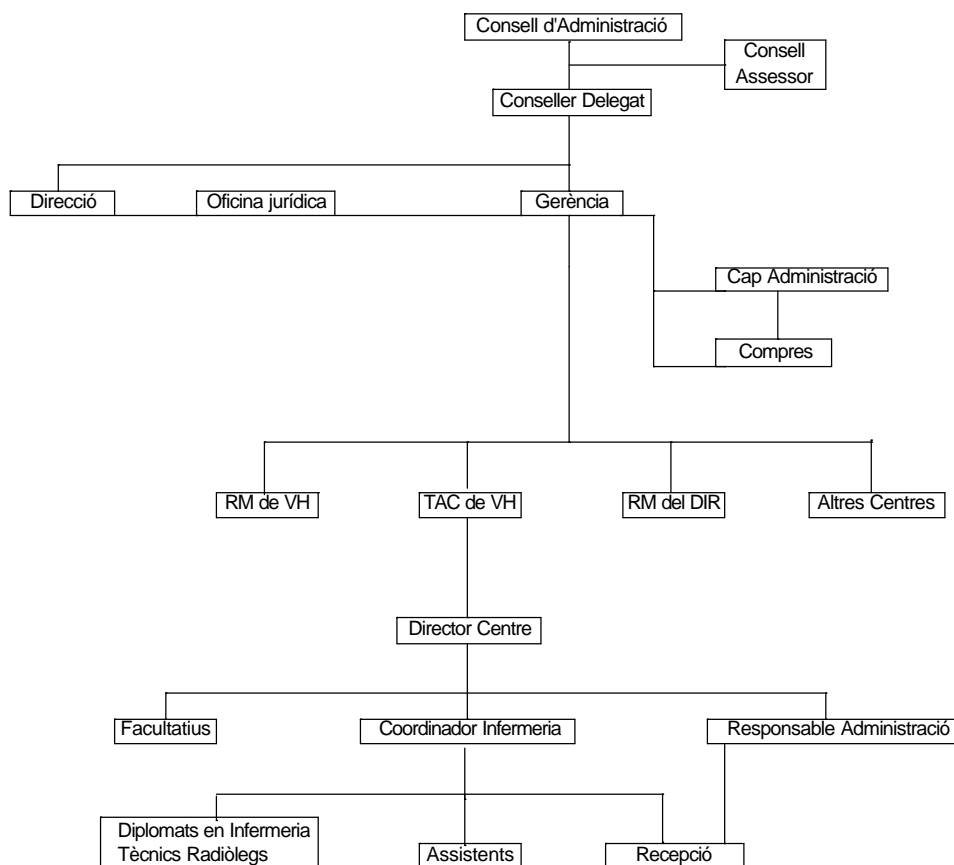 Consell d'Administració
Consell
Assessor
Conseller Delegat
Direcció
Oficina jurídica
Gerència
Cap Administració
Compres
RM de VH
TAC de VH
RM del DIR
Altres Centres
Director Centre
Facultatius
Coordinador Infermeria
Responsable Administració
Diplomats en Infermeria
Tècnics Radiòlegs
Assistents
Recepció